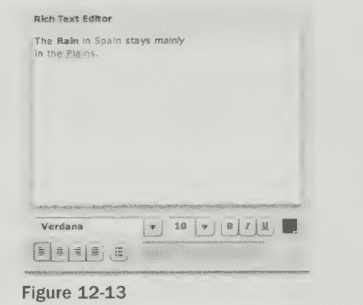 Rich Text Editor
The Rain in Spain stays mainly
in the Plains.
Verdana 10 B I U
Figure 12-13